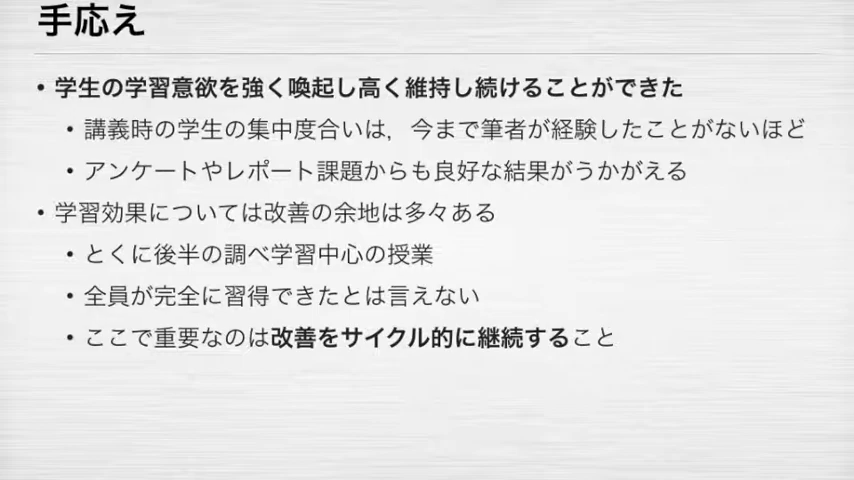 手応え
• 学生の学習意欲を強く喚起し高く維持し続けることができた
• 講義時の学生の集中度合いは，今まで筆者が経験したことがないほど
• アンケートやレポート課題からも良好な結果がうかがえる
• 学習効果については改善の余地は多々ある
• とくに後半の調べ学習中心の授業
• 全員が完全に習得できたとは言えない
• ここで重要なのは改善をサイクル的に継続すること